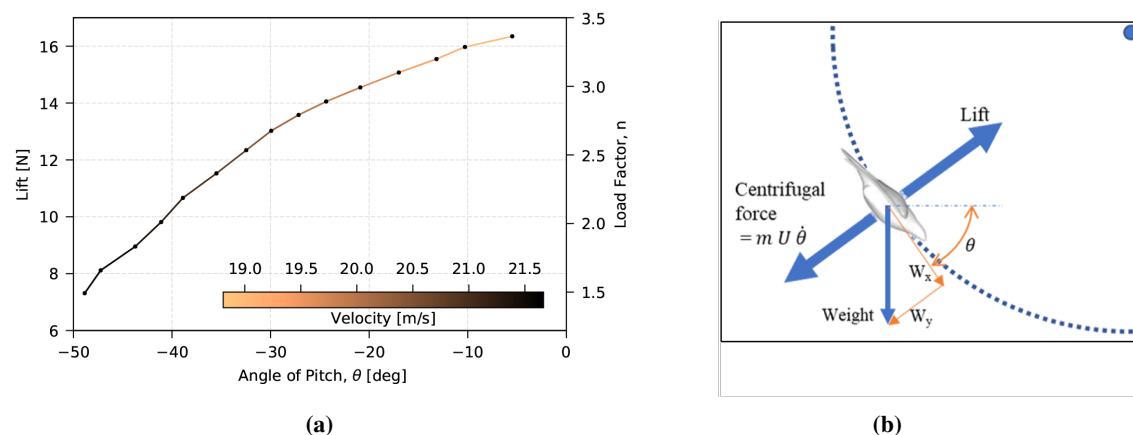 16
14
12
10
8
6
Lift [N]
3.5
3.0
2.5
2.0
1.5
Load Factor, n
19.0 19.5 20.0 20.5 21.0 21.5
Velocity [m/s]
−50 −40 −30 −20 −10 0
Angle of Pitch, θ [deg]
(a)
Lift
Centrifugal
force
= m U θ̇
θ
Wₓ
Weight
W_y
(b)